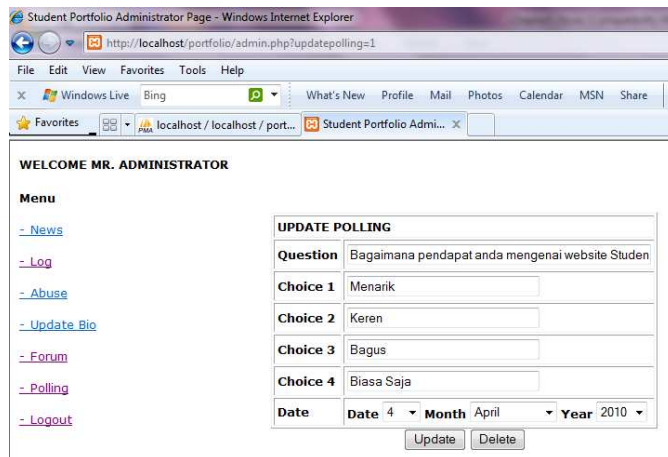 Student Portfolio Administrator Page - Windows Internet Explorer
http://localhost/portfolio/admin.php?updatepolling=1
File Edit View Favorites Tools Help
x Windows Live Bing What's New Profile Mail Photos Calendar MSN Share
Favorites PMA localhost / localhost / port... Student Portfolio Admi... X
WELCOME MR. ADMINISTRATOR
Menu
- News
- Log
- Abuse
- Update Bio
- Forum
- Polling
- Logout
UPDATE POLLING
Question Bagaimana pendapat anda mengenai website Studen
Choice 1 Menarik
Choice 2 Keren
Choice 3 Bagus
Choice 4 Biasa Saja
Date Date 4 Month April Year 2010
Update Delete